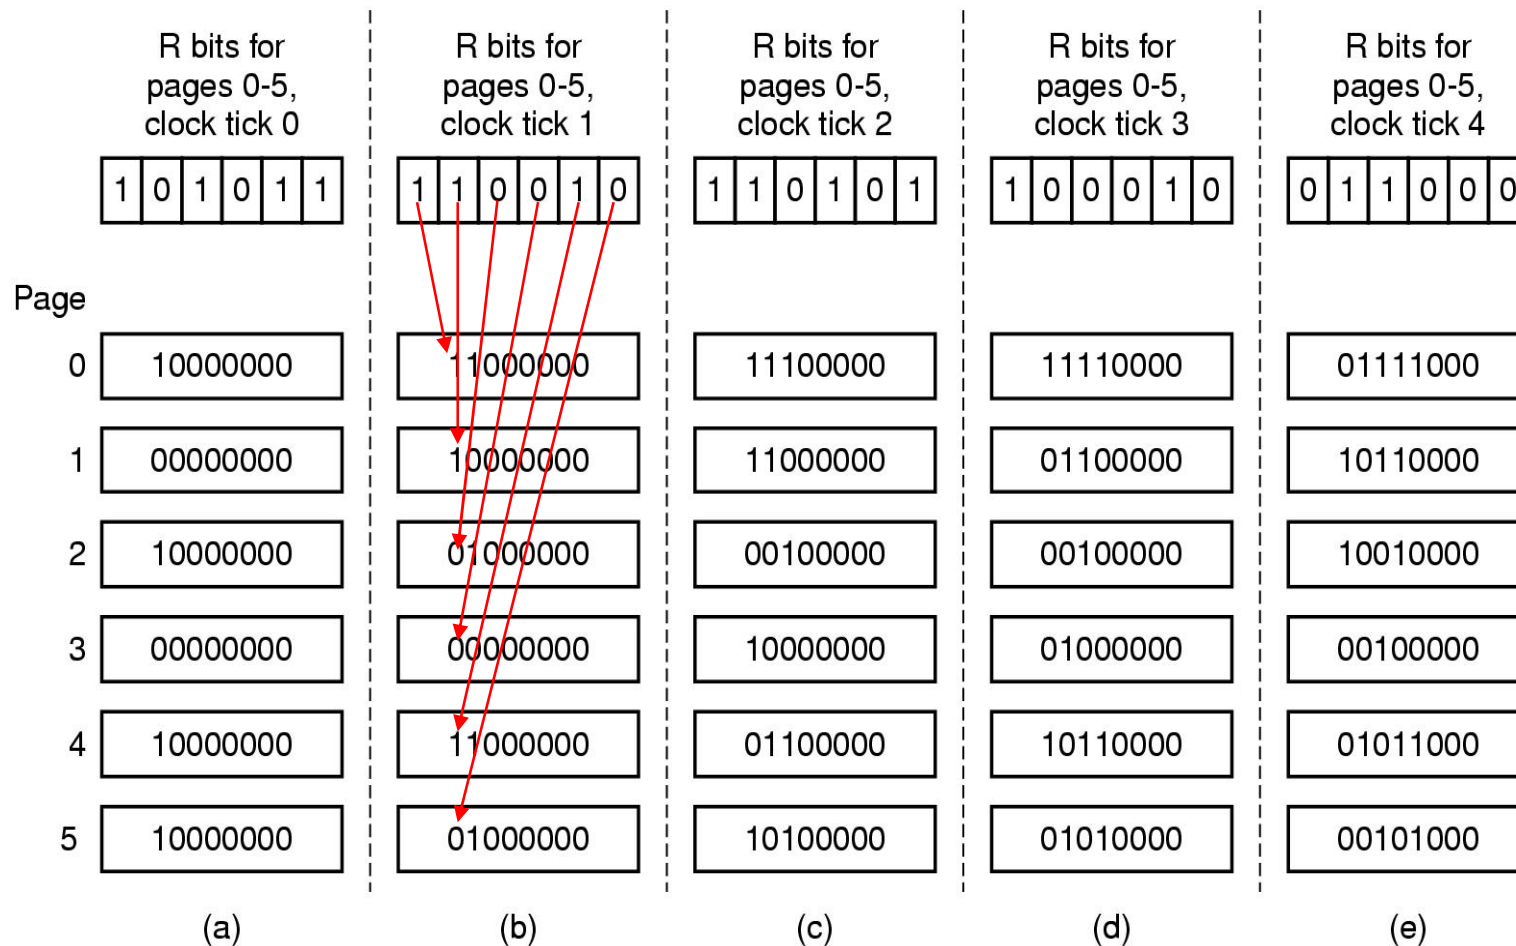 R bits for pages 0-5, clock tick 0
R bits for pages 0-5, clock tick 1
R bits for pages 0-5, clock tick 2
R bits for pages 0-5, clock tick 3
R bits for pages 0-5, clock tick 4
1 0 1 0 1 1
1 1 0 0 1 0
1 1 0 1 0 1
1 0 0 0 1 0
0 1 1 0 0 0
Page
0 10000000 11000000 11100000 11110000 01111000
1 00000000 10000000 11000000 01100000 10110000
2 10000000 01000000 00100000 00100000 10010000
3 00000000 00000000 10000000 01000000 00100000
4 10000000 11000000 01100000 10110000 01011000
5 10000000 01000000 10100000 01010000 00101000
(a) (b) (c) (d) (e)